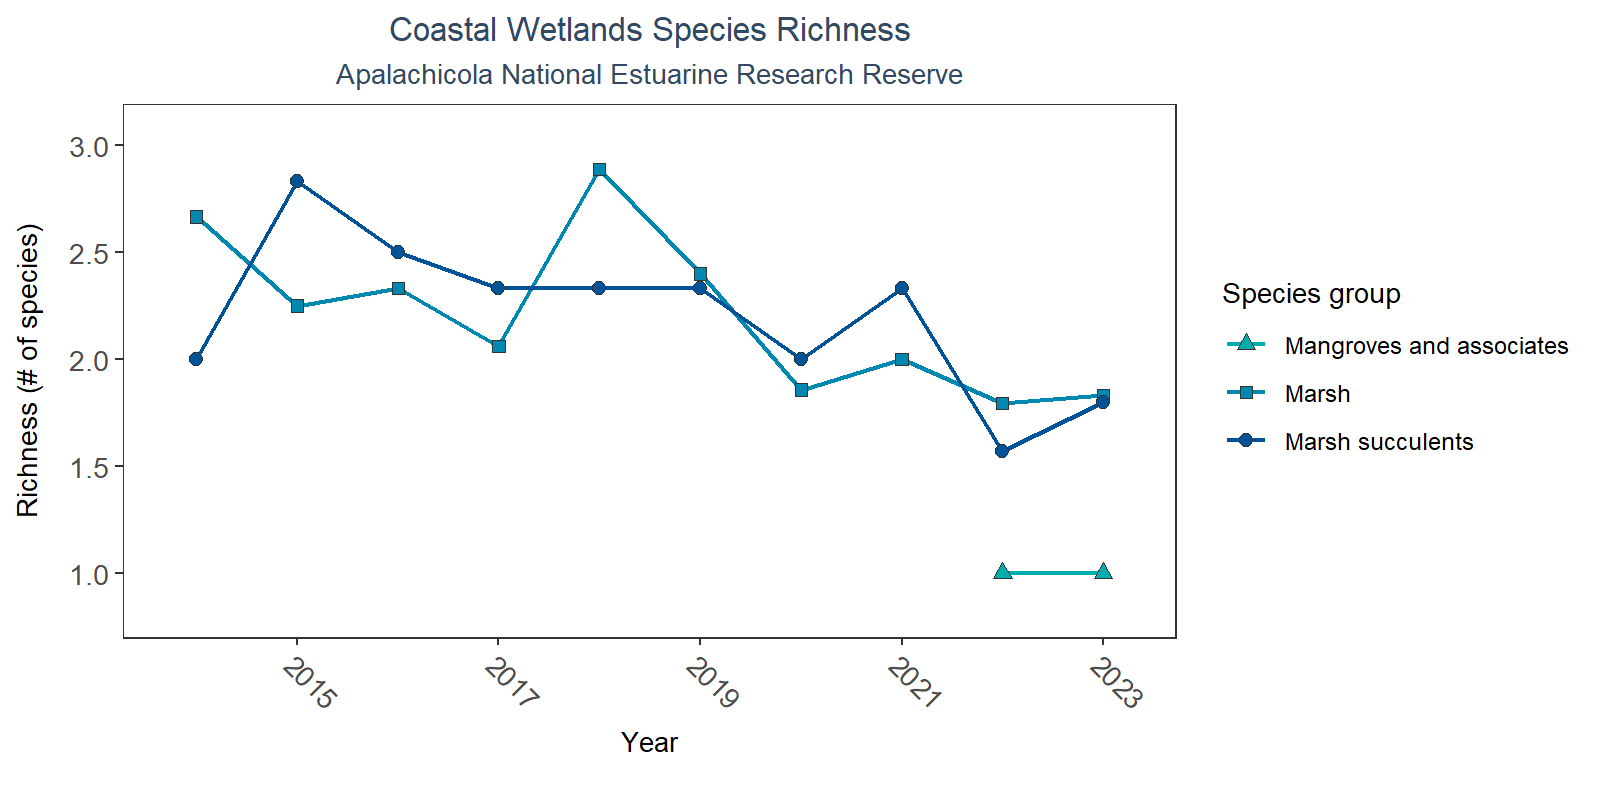 Coastal Wetlands Species Richness
Apalachicola National Estuarine Research Reserve
Richness (# of species)
3.0
2.5
2.0
1.5
1.0
2015
2017
2019
2021
2023
Year
Species group
Mangroves and associates
Marsh
Marsh succulents